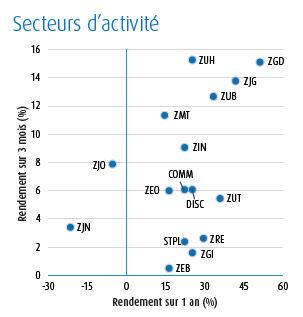 Secteurs d’activité
Rendement sur 3 mois (%)
16
14
12
10
8
6
4
2
0
ZUH
ZGD
ZJG
ZUB
ZMT
ZIN
ZJO
COMM
ZEO
DISC
ZUT
ZJN
STPL
ZRE
ZGI
ZEB
-30 -15 0 15 30 45 60
Rendement sur 1 an (%)